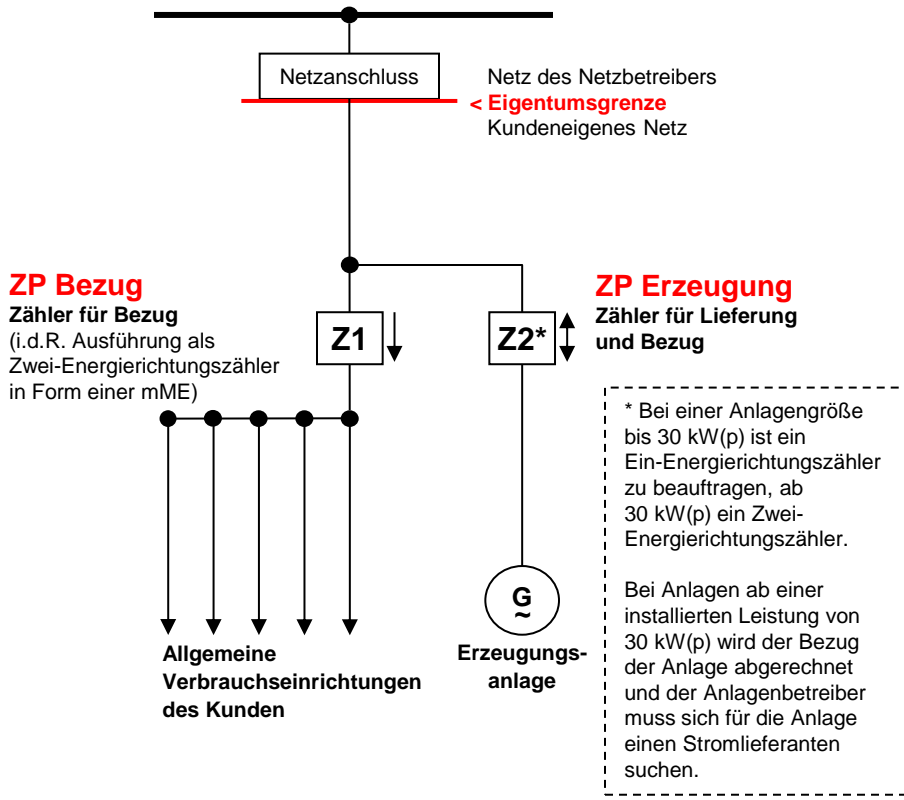 Netzanschluss
Netz des Netzbetreibers
< Eigentumsgrenze
Kundeneigenes Netz
ZP Bezug
Zähler für Bezug
(i.d.R. Ausführung als
Zwei-Energierichtungszähler
in Form einer mME)
Z1
Z2*
ZP Erzeugung
Zähler für Lieferung
und Bezug
* Bei einer Anlagengröße
bis 30 kW(p) ist ein
Ein-Energierichtungszähler
zu beauftragen, ab
30 kW(p) ein Zwei-
Energierichtungszähler.
Bei Anlagen ab einer
installierten Leistung von
30 kW(p) wird der Bezug
der Anlage abgerechnet
und der Anlagenbetreiber
muss sich für die Anlage
einen Stromlieferanten
suchen.
G
~
Allgemeine
Verbrauchseinrichtungen
des Kunden
Erzeugungs-
anlage